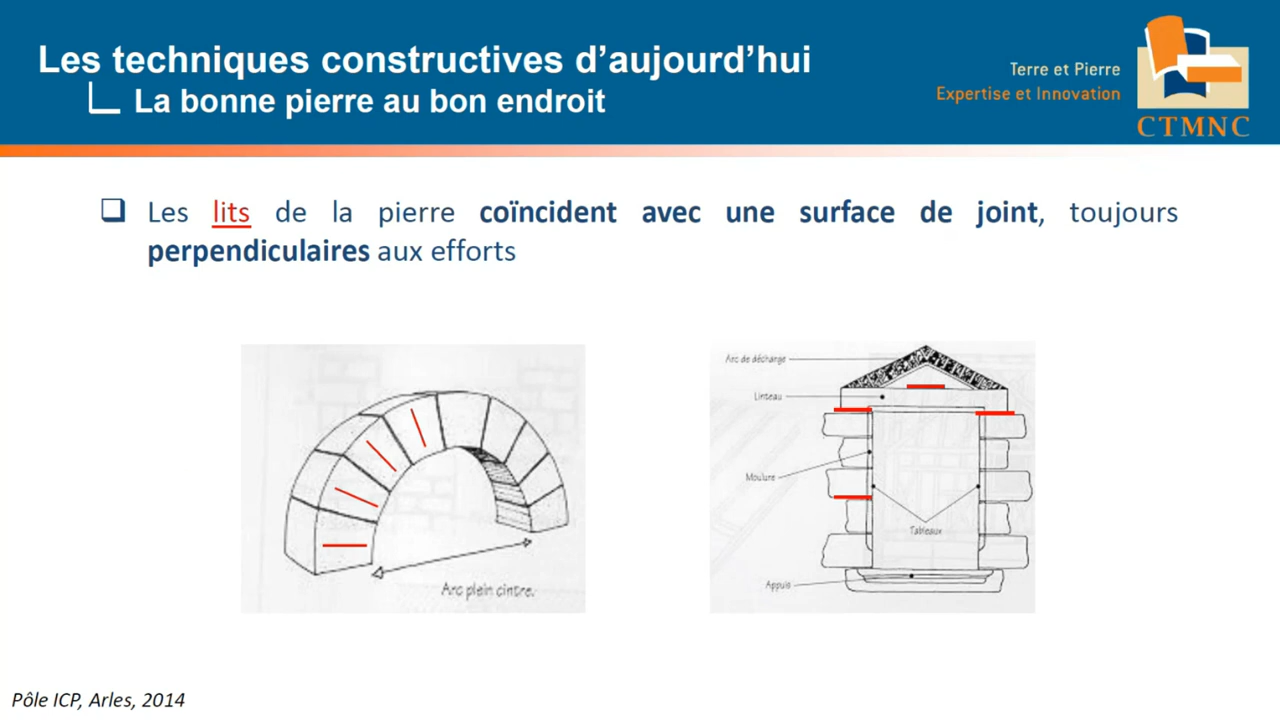 Les techniques constructives d’aujourd’hui
La bonne pierre au bon endroit
Terre et Pierre
Expertise et Innovation
CTMNC
Les lits de la pierre coïncident avec une surface de joint, toujours
perpendiculaires aux efforts
Arc plein cintre.
Arc de décharge
Linteau
Moulure
Tableaux
Appuis
Pôle ICP, Arles, 2014